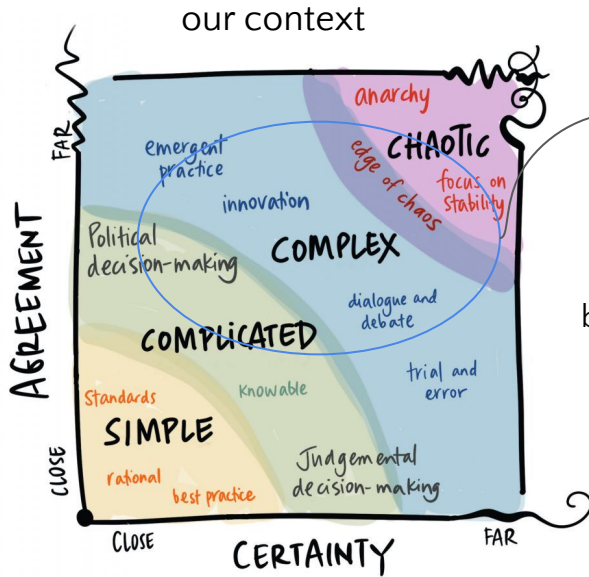 our context
anarchy
CHAOTIC
edge of chaos
focus on
stability
emergent
practice
innovation
COMPLEX
Political
decision-making
dialogue and
debate
COMPLICATED
trial and
error
knowable
Standards
SIMPLE
rational
best practice
Judgemental
decision-making
FAR
AGREEMENT
CLOSE
CLOSE
CERTAINTY
FAR
b